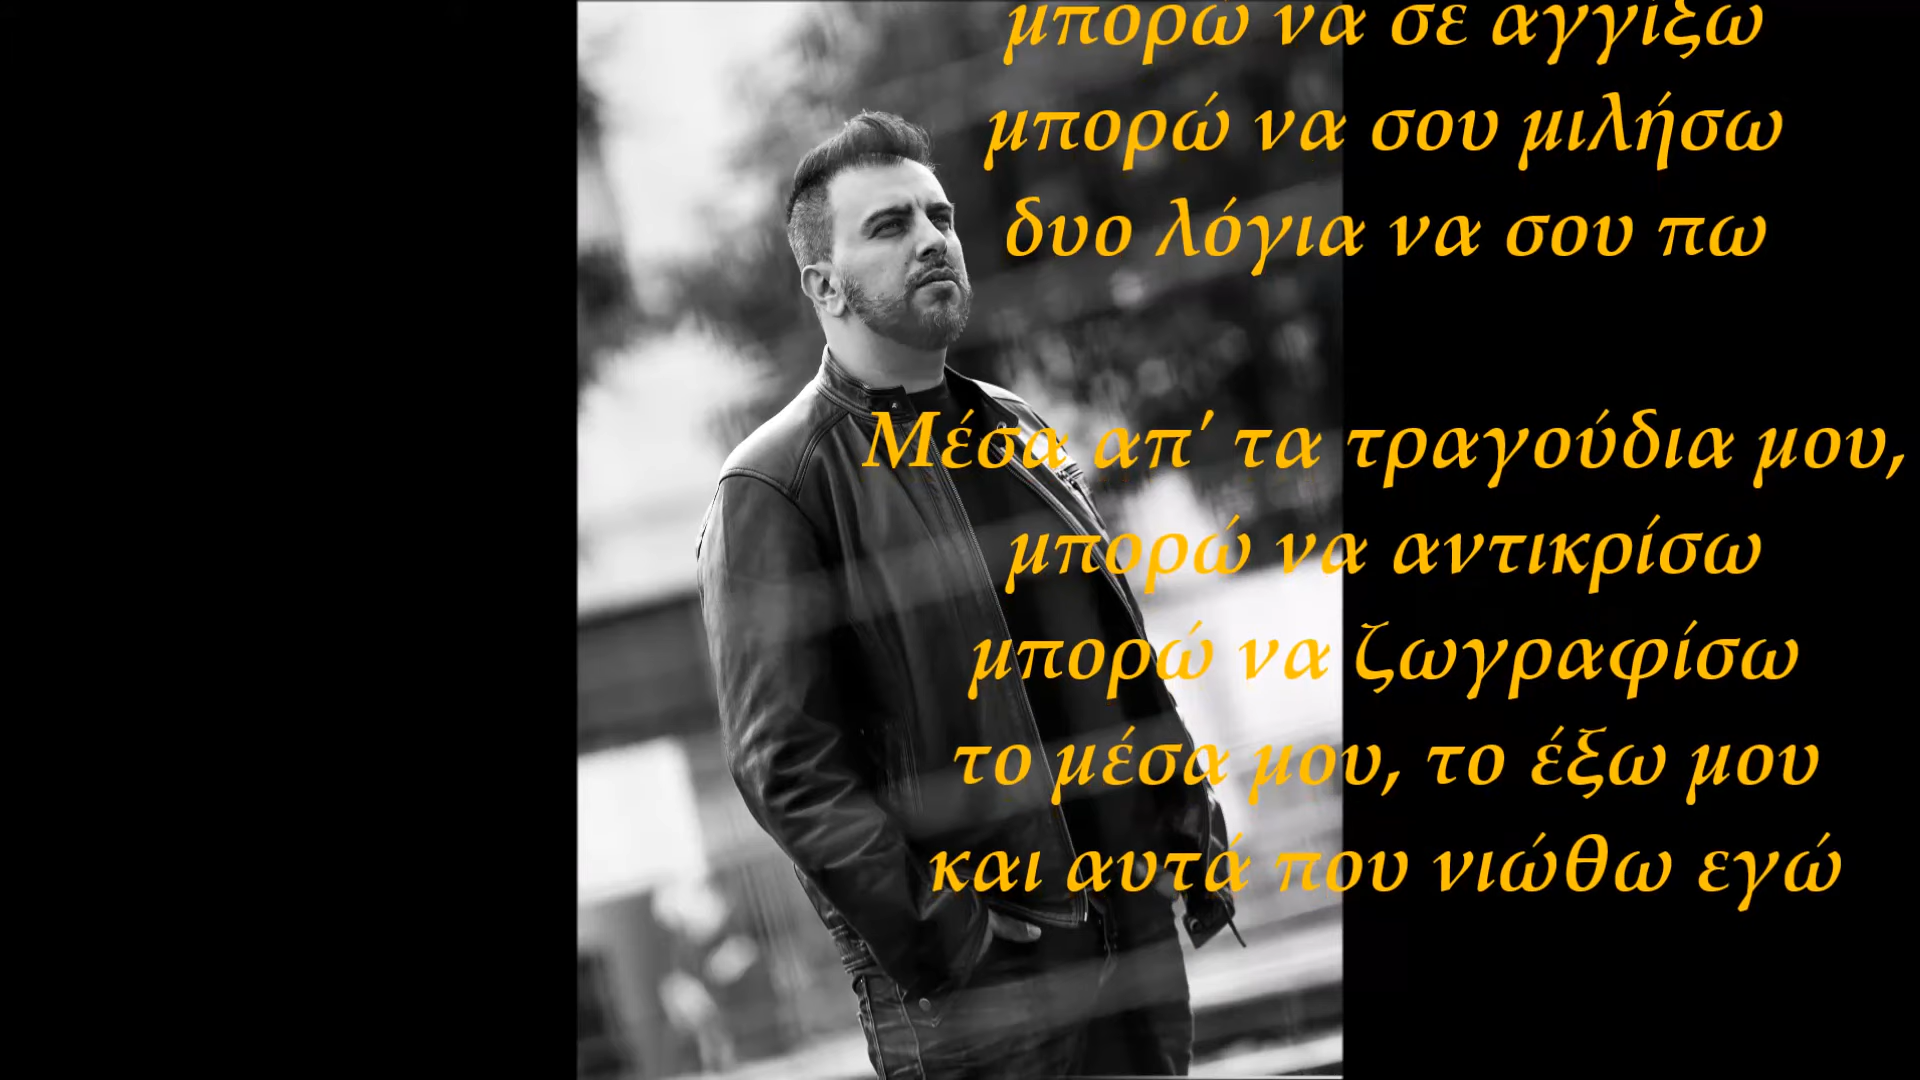 μπορώ να σε αγγίξω
μπορώ να σου μιλήσω
δυο λόγια να σου πω
Μέσα απ' τα τραγούδια μου,
μπορώ να αντικρίσω
μπορώ να ζωγραφίσω
το μέσα μου, το έξω μου
και αυτά που νιώθω εγώ